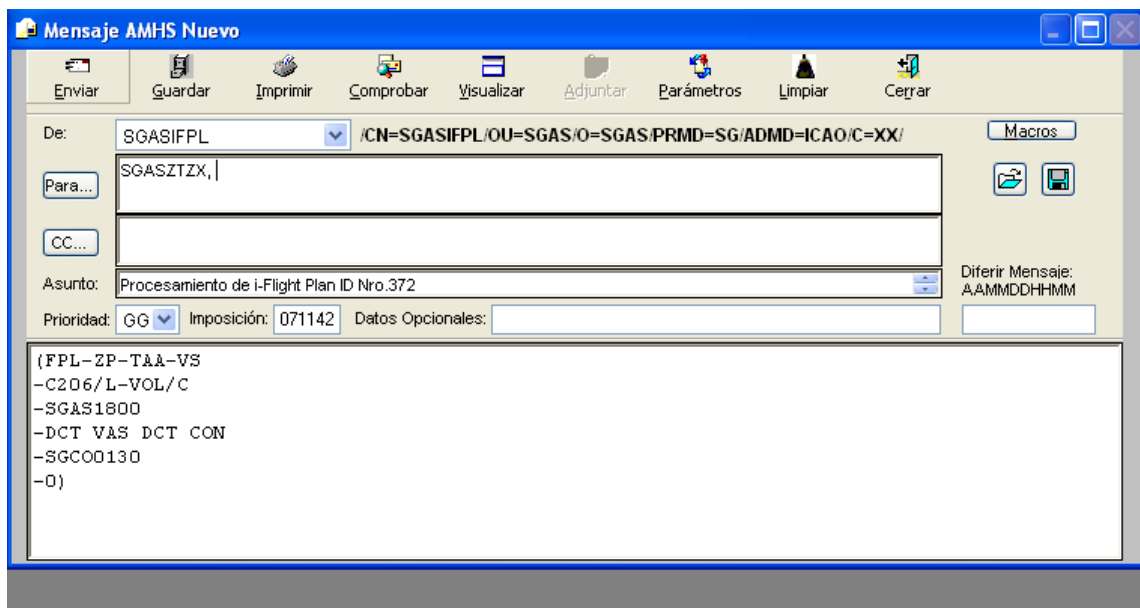 Mensaje AMHS Nuevo
Enviar Guardar Imprimir Comprobar Visualizar Adjuntar Parámetros Limpiar Cerrar
De: SGASIFPL /CN=SGASIFPL/OU=SGAS/O=SGAS/PRMD=SG/ADMD=ICAO/C=XX/ Macros
Para... SGASZTZX,
CC...
Asunto: Procesamiento de i-Flight Plan ID Nro.372
Diferir Mensaje:
AAMMDDHHMM
Prioridad: GG Imposición: 071142 Datos Opcionales:
(FPL-ZP-TAA-VS
-C206/L-VOL/C
-SGAS1800
-DCT VAS DCT CON
-SGCO0130
-0)